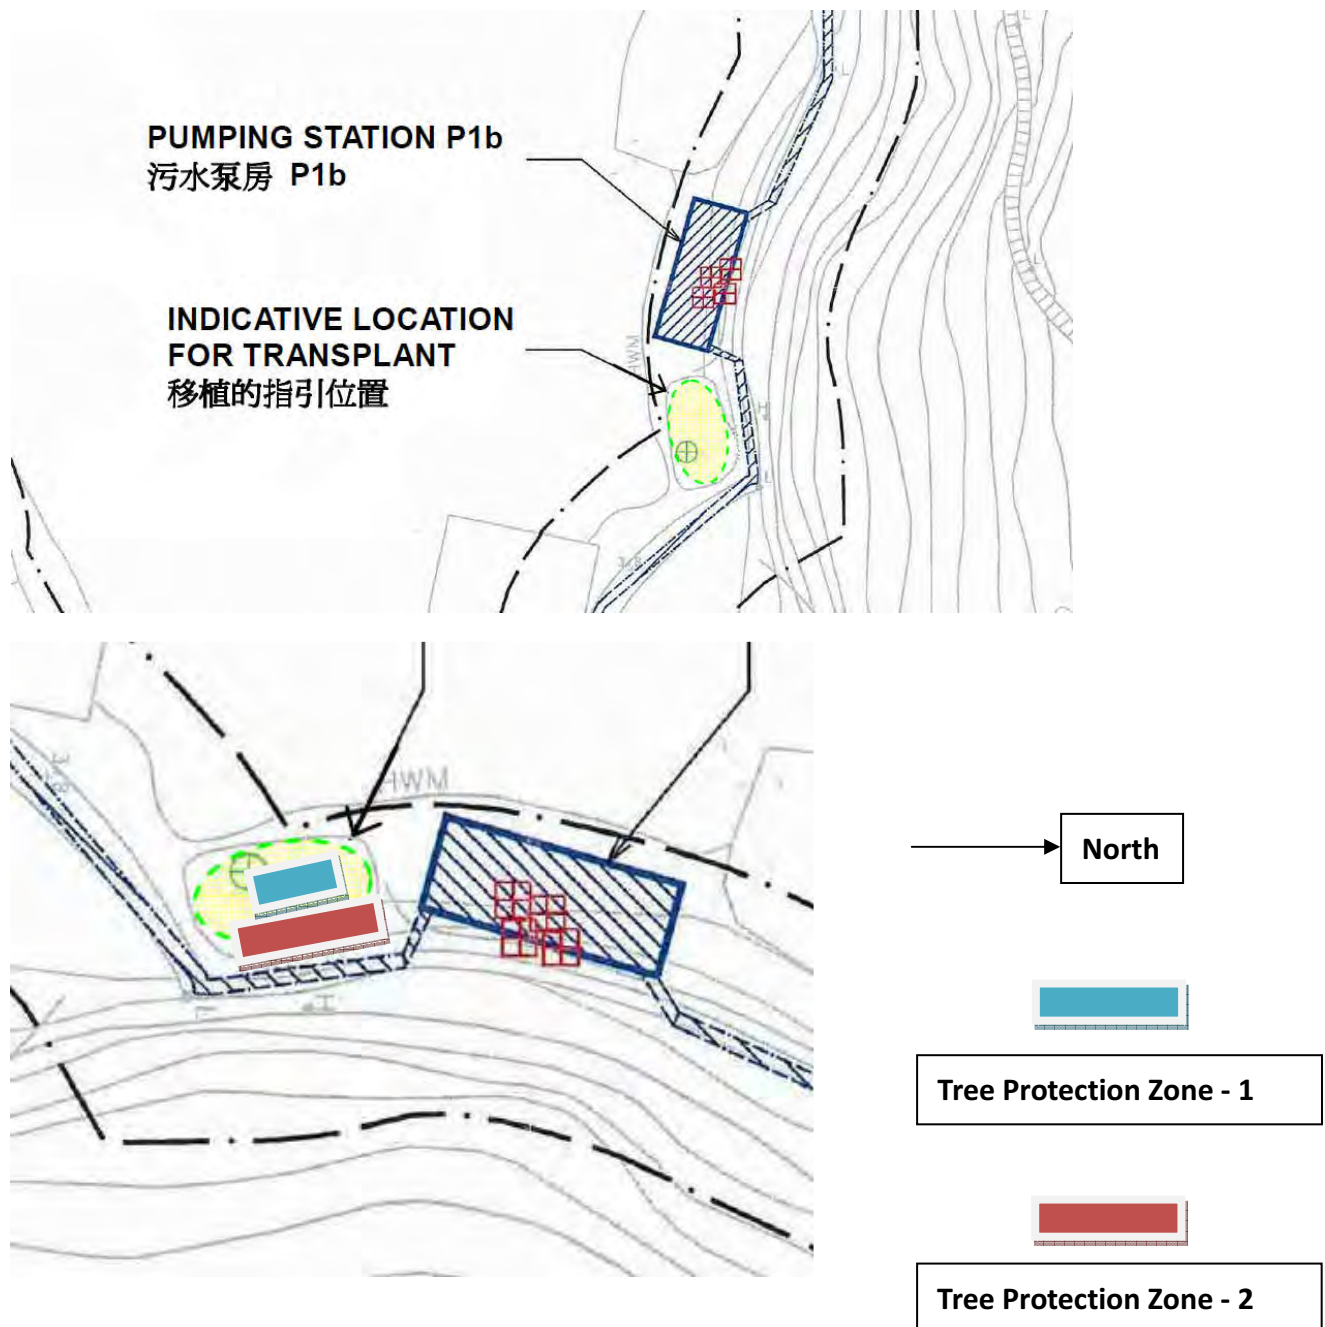 PUMPING STATION P1b
污水泵房 P1b
INDICATIVE LOCATION
FOR TRANSPLANT
移植的指引位置
HWM
HWM
North
Tree Protection Zone - 1
Tree Protection Zone - 2